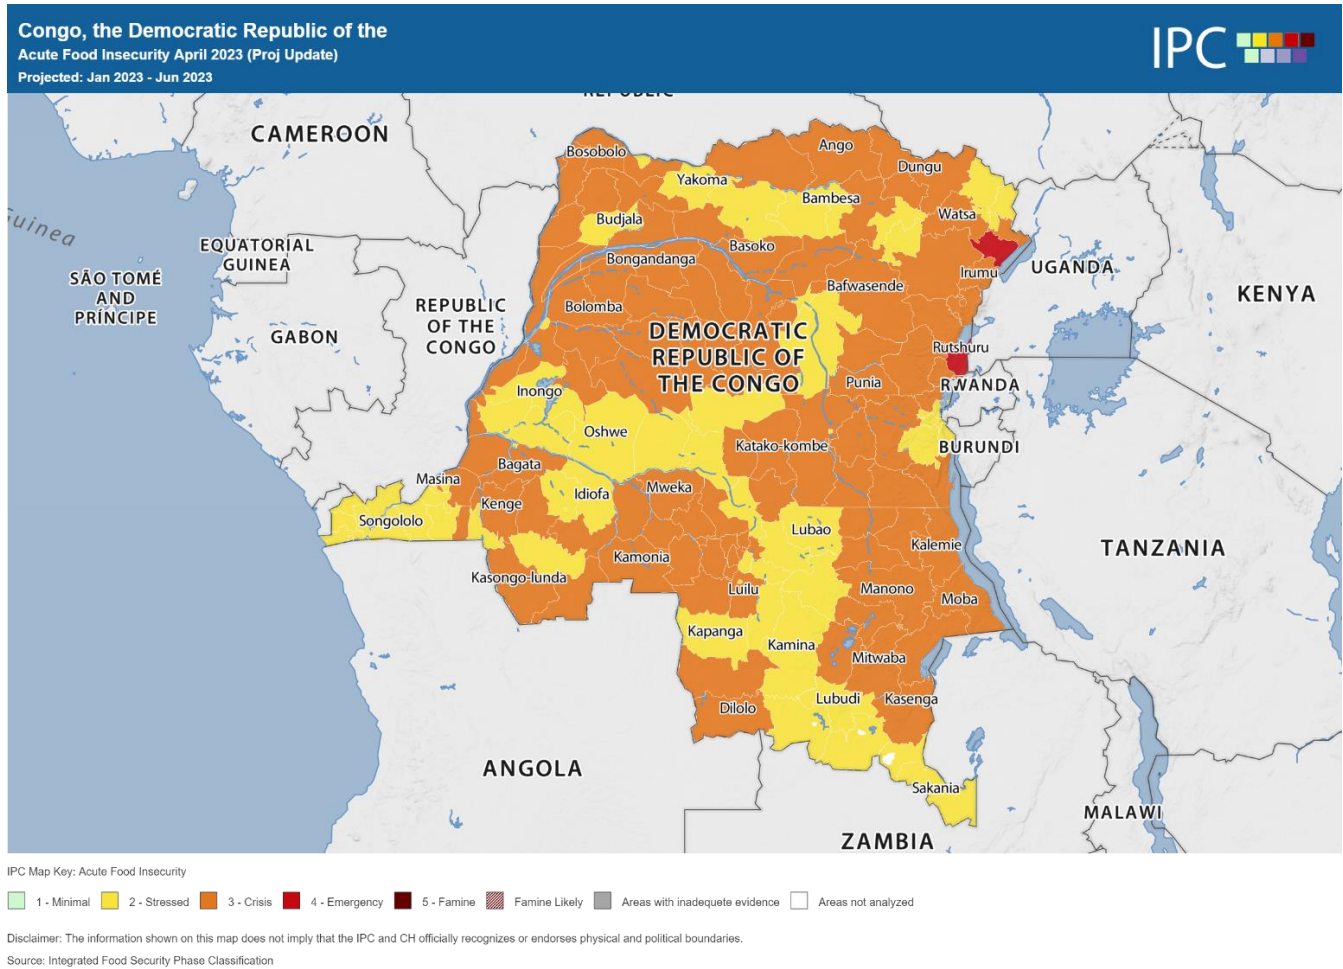 Congo, the Democratic Republic of the
Acute Food Insecurity April 2023 (Proj Update)
Projected: Jan 2023 - Jun 2023
IPC
REPUBLIC
CAMEROON
Bosobolo
Ango
Dungu
Yakoma
Bambesa
Watsa
Budjala
Guinea
EQUATORIAL
GUINEA
Basoko
Bongandanga
Irumu
UGANDA
SÃO TOMÉ
AND
PRÍNCIPE
Bafwasende
KENYA
REPUBLIC
OF THE
CONGO
Bolomba
GABON
DEMOCRATIC
REPUBLIC OF
THE CONGO
Rutshuru
Punia
RWANDA
Inongo
Oshwe
Katako-kombe
BURUNDI
Bagata
Masina
Mweka
Idiofa
Kenge
Songololo
Lubao
Kalemie
TANZANIA
Kamonia
Kasongo-lunda
Luilu
Manono
Moba
Kapanga
Kamina
Mitwaba
Lubudi
Kasenga
Dilolo
ANGOLA
Sakania
MALAWI
ZAMBIA
IPC Map Key: Acute Food Insecurity
1 - Minimal 2 - Stressed 3 - Crisis 4 - Emergency 5 - Famine Famine Likely Areas with inadequete evidence Areas not analyzed
Disclaimer: The information shown on this map does not imply that the IPC and CH officially recognizes or endorses physical and political boundaries.
Source: Integrated Food Security Phase Classification